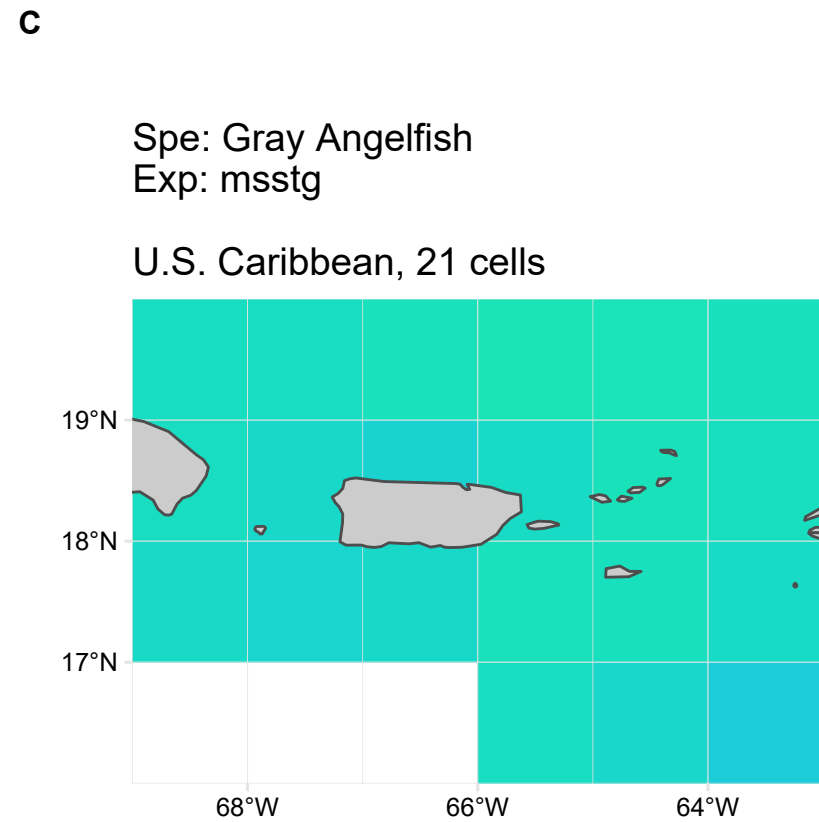 C
Spe: Gray Angelfish
Exp: msstg
U.S. Caribbean, 21 cells
19°N
18°N
17°N
68°W 66°W 64°W